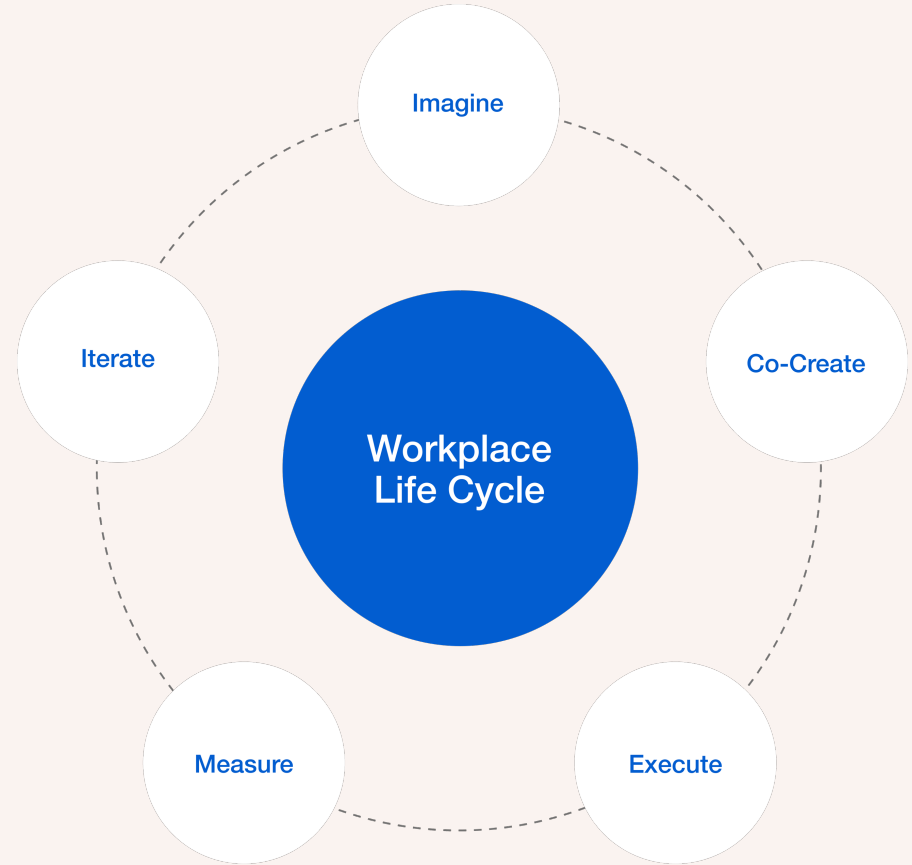 Imagine
Iterate
Co-Create
Workplace
Life Cycle
Measure
Execute